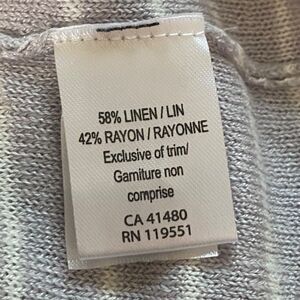 58% LINEN / LIN
42% RAYON / RAYONNE
Exclusive of trim/
Garniture non
comprise
CA 41480
RN 119551